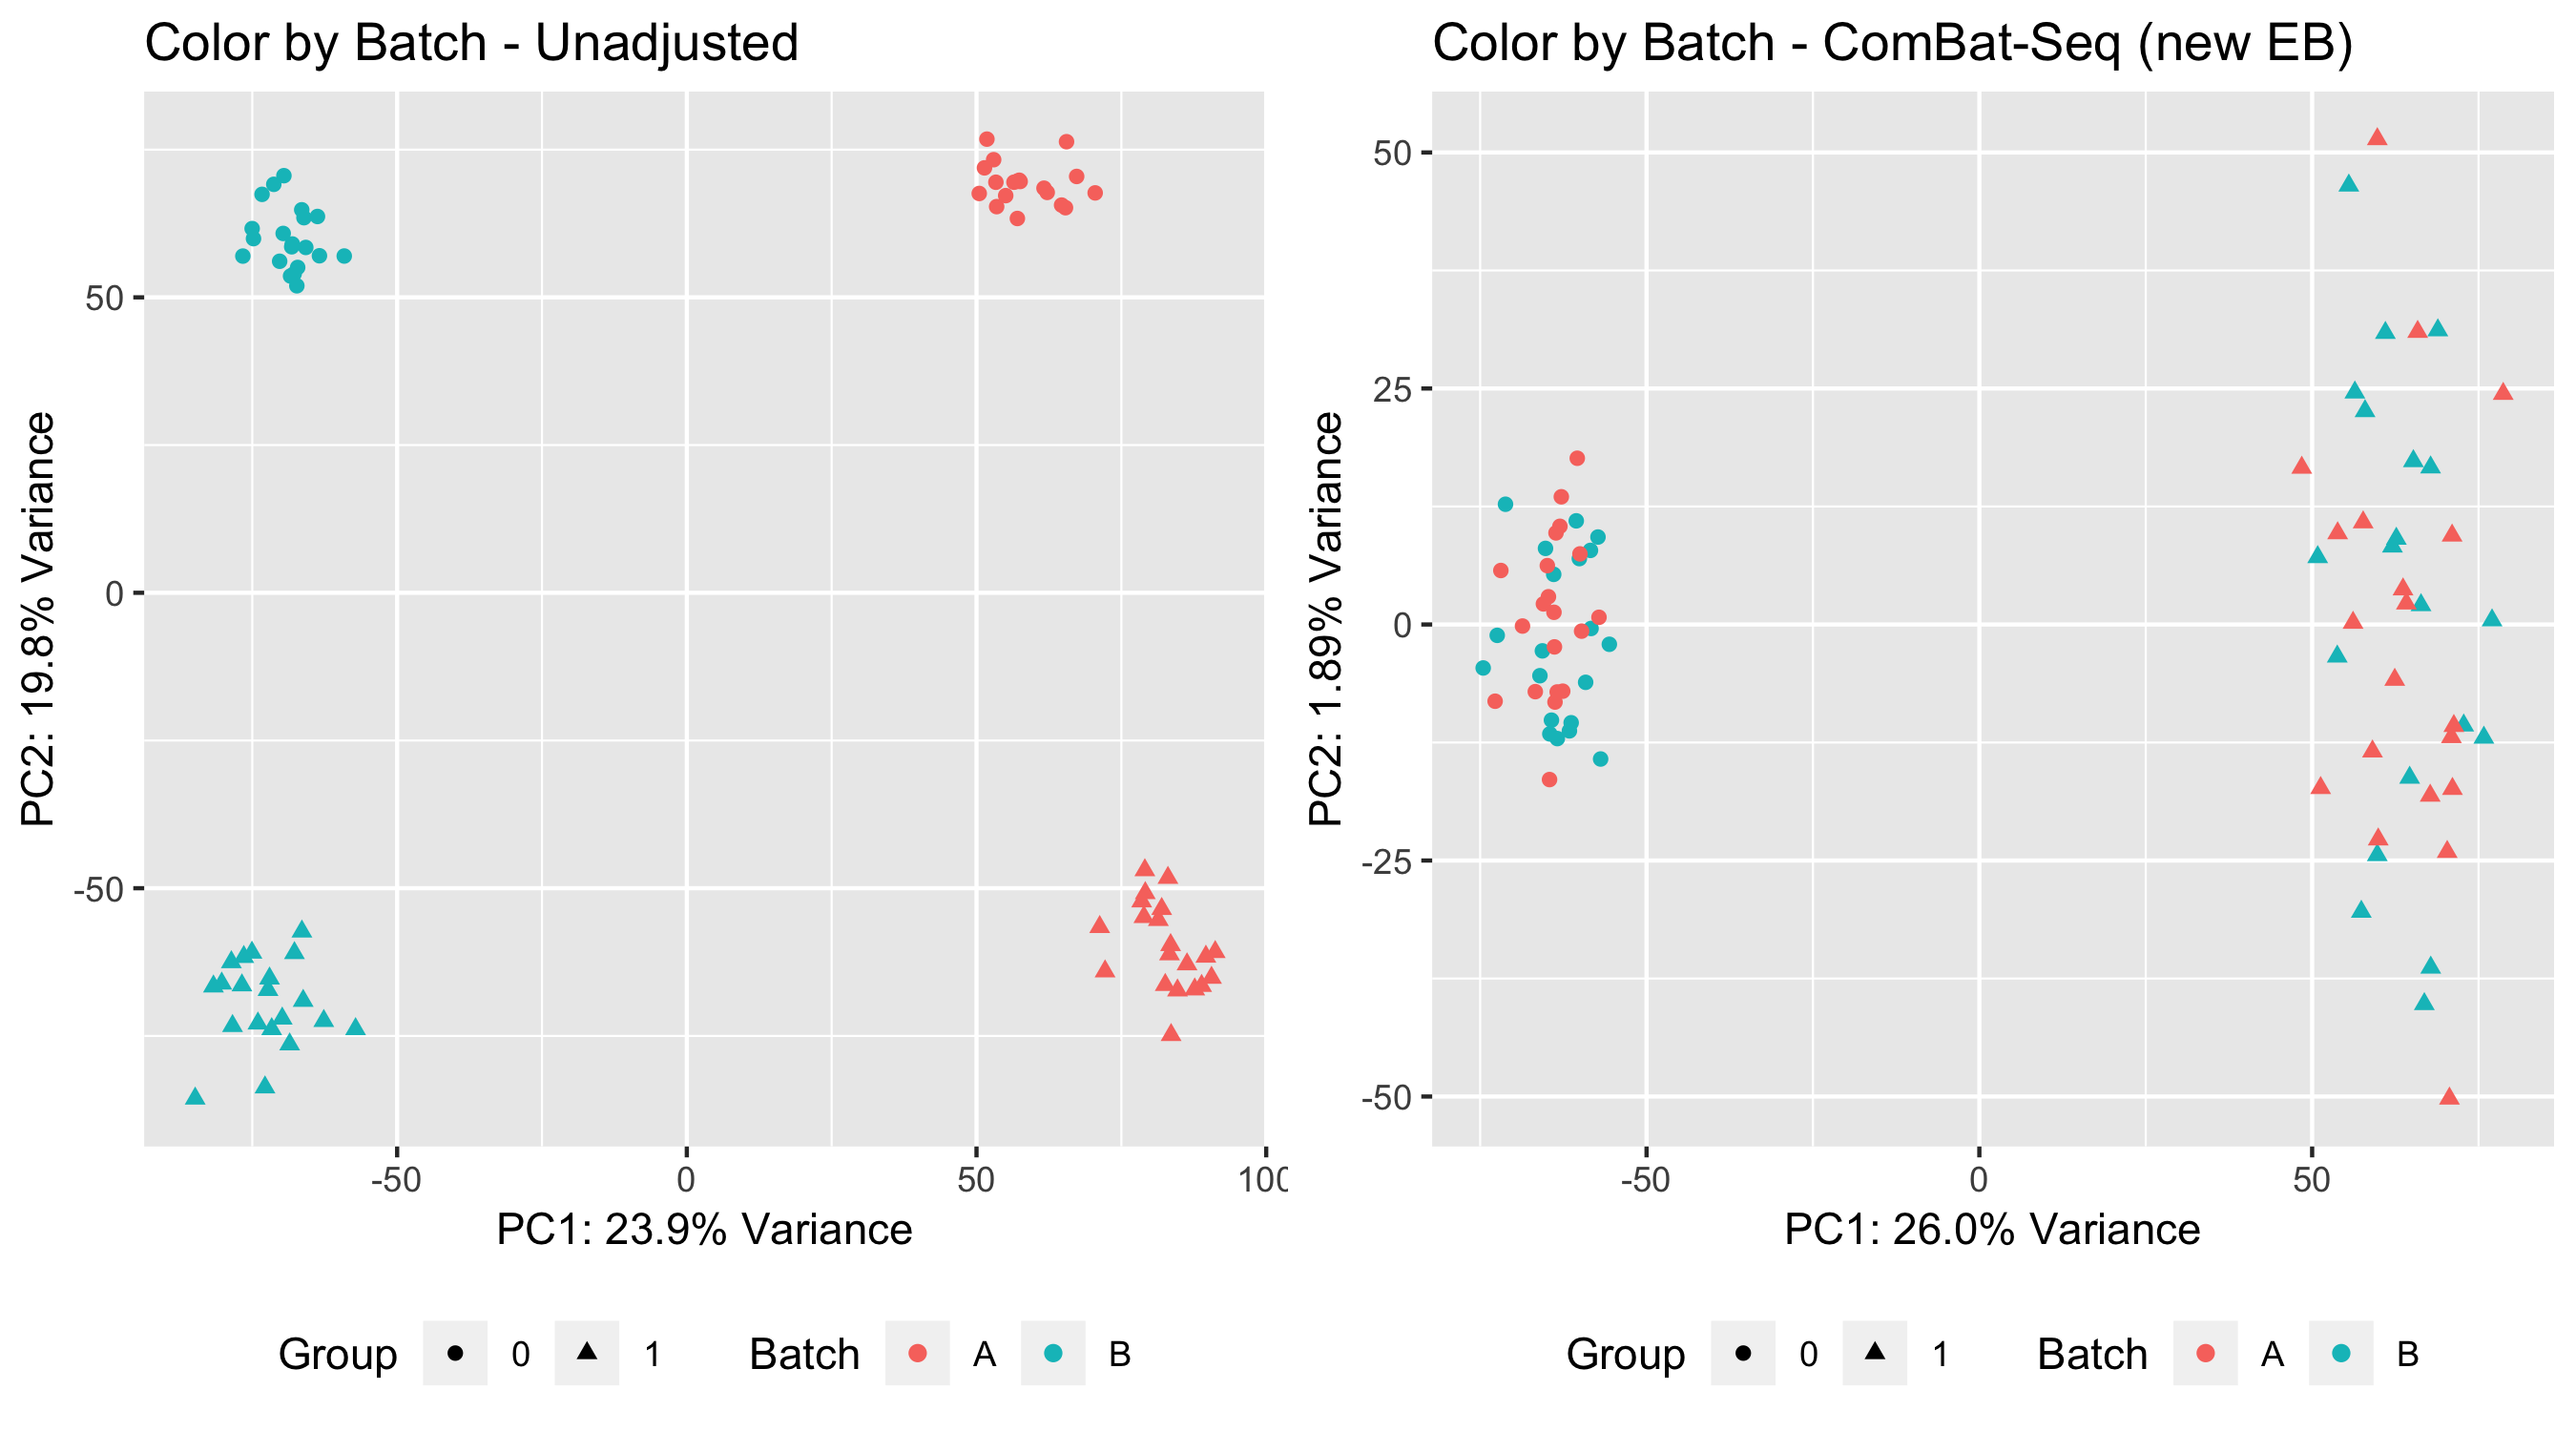 Color by Batch - Unadjusted
PC2: 19.8% Variance
50
0
-50
-50 0 50 100
PC1: 23.9% Variance
Group 0 1 Batch A B
Color by Batch - ComBat-Seq (new EB)
PC2: 1.89% Variance
50
25
0
-25
-50
-50 0 50
PC1: 26.0% Variance
Group 0 1 Batch A B